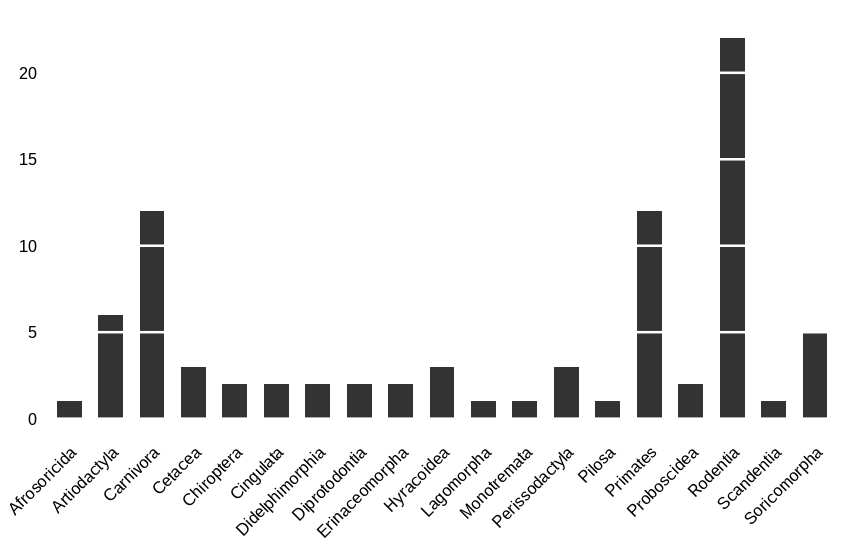 20
15
10
5
0
Afrosoricida
Artiodactyla
Carnivora
Cetacea
Chiroptera
Cingulata
Didelphimorphia
Diprotodontia
Erinaceomorpha
Hyracoidea
Lagomorpha
Monotremata
Perissodactyla
Pilosa
Primates
Proboscidea
Rodentia
Scandentia
Soricomorpha